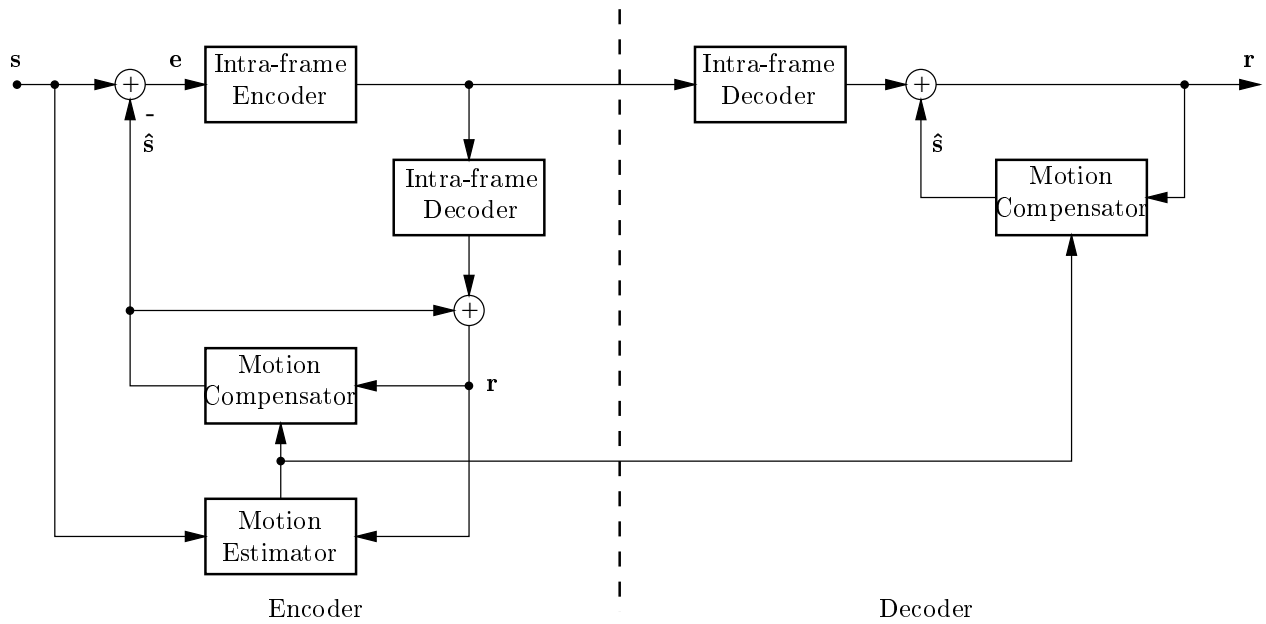 s
+
e
Intra-frame
Encoder
-
ŝ
Intra-frame
Decoder
+
r
Motion
Compensator
Motion
Estimator
Encoder
Intra-frame
Decoder
+
r
ŝ
Motion
Compensator
Decoder